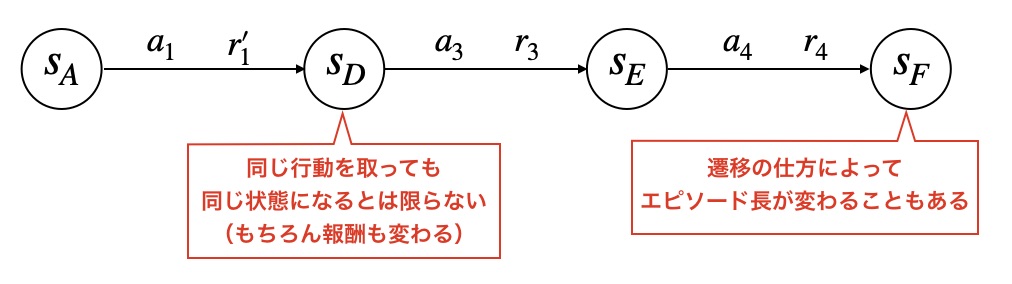 s_A a_1 r'_1 s_D a_3 r_3 s_E a_4 r_4 s_F
同じ行動を取っても
同じ状態になるとは限らない
（もちろん報酬も変わる）
遷移の仕方によって
エピソード長が変わることもある